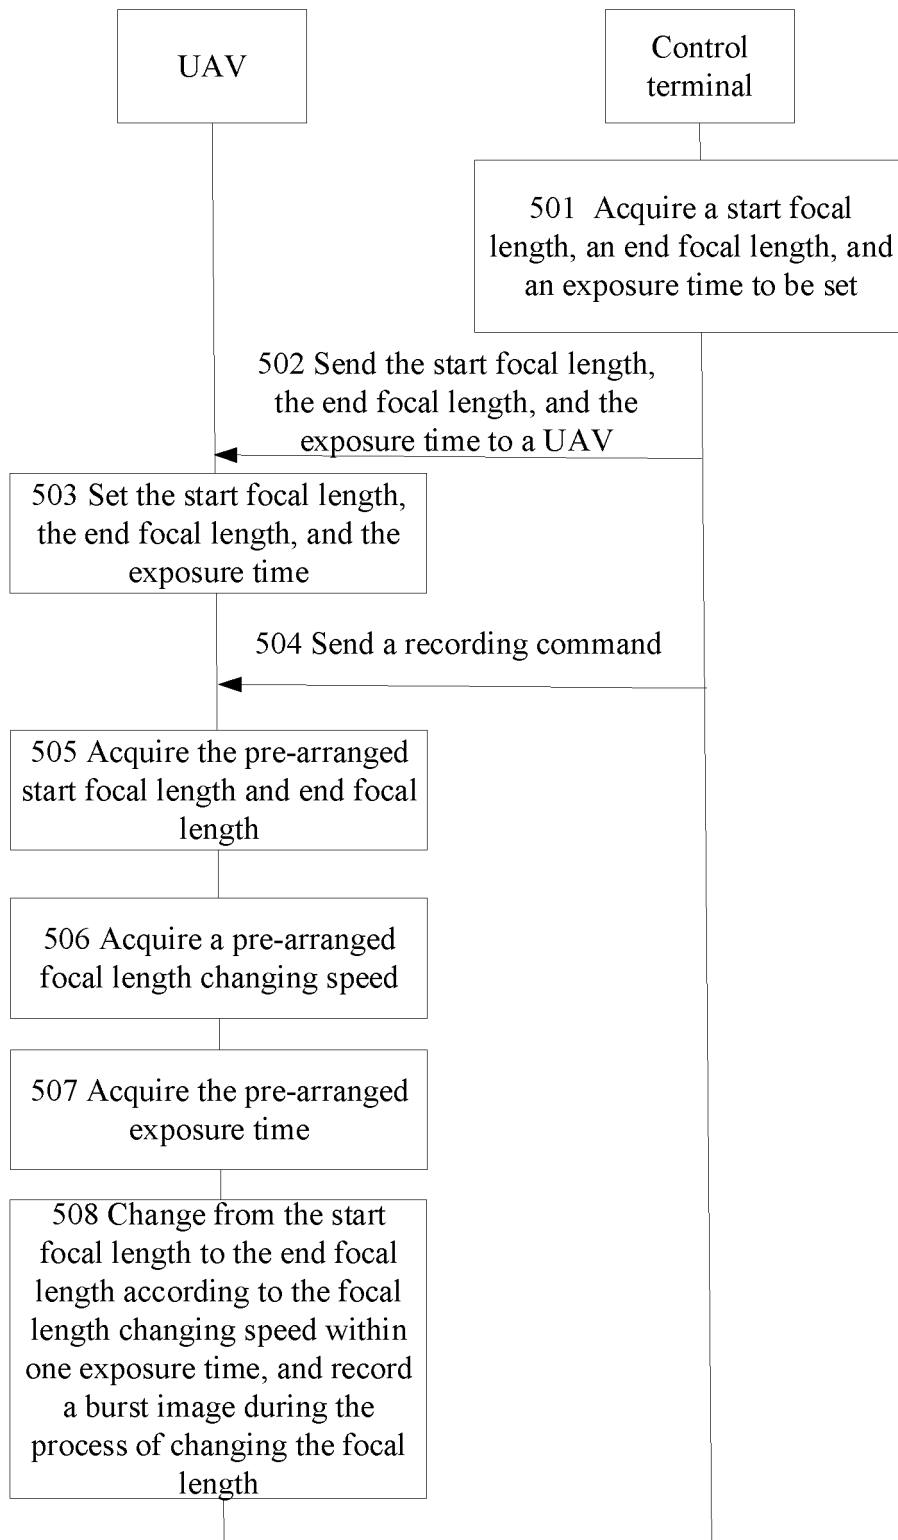 UAV
Control
terminal
501 Acquire a start focal
length, an end focal length, and
an exposure time to be set
502 Send the start focal length,
the end focal length, and the
exposure time to a UAV
503 Set the start focal length,
the end focal length, and the
exposure time
504 Send a recording command
505 Acquire the pre-arranged
start focal length and end focal
length
506 Acquire a pre-arranged
focal length changing speed
507 Acquire the pre-arranged
exposure time
508 Change from the start
focal length to the end focal
length according to the focal
length changing speed within
one exposure time, and record
a burst image during the
process of changing the focal
length